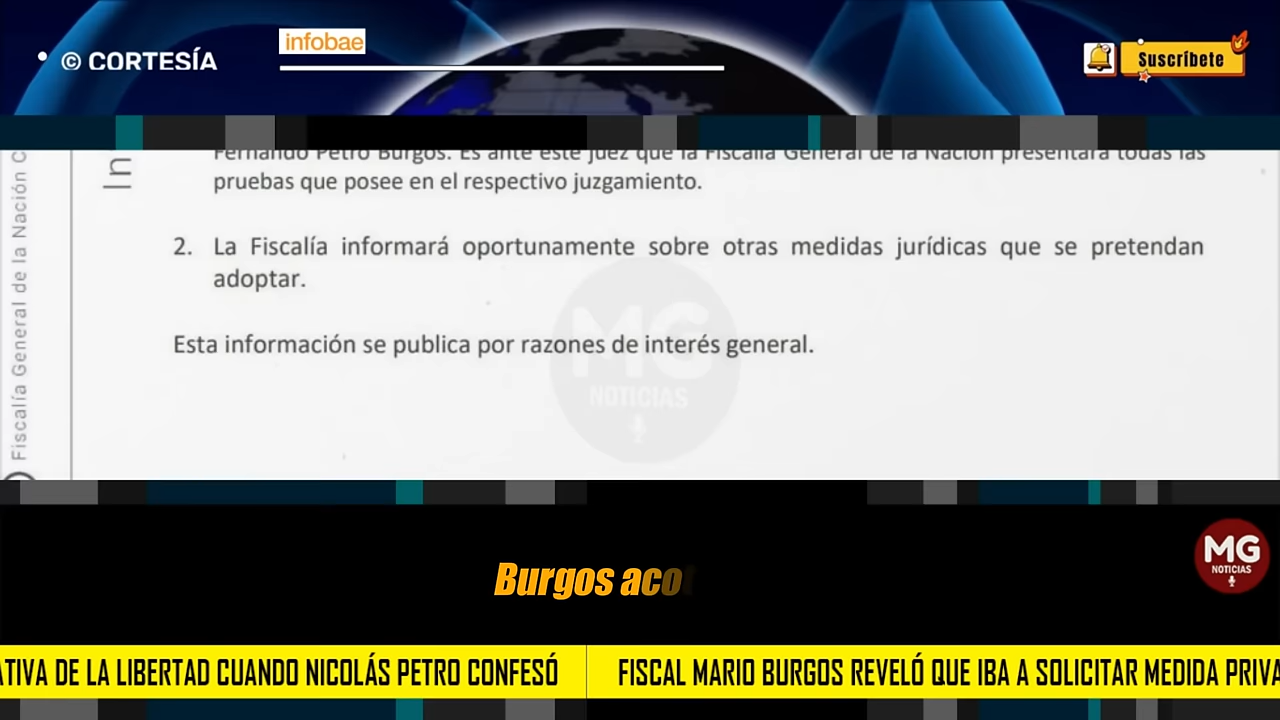 infobae
© CORTESÍA
Suscríbete
Fernando Petro Burgos. Es ante este juez que la Fiscalía General de la Nación presentará todas las
pruebas que posee en el respectivo juzgamiento.
2. La Fiscalía informará oportunamente sobre otras medidas jurídicas que se pretendan
adoptar.
Esta información se publica por razones de interés general.
Fiscalía General de la Nación C
In
MG
NOTICIAS
Burgos aco
MG
NOTICIAS
ATIVA DE LA LIBERTAD CUANDO NICOLÁS PETRO CONFESÓ
FISCAL MARIO BURGOS REVELÓ QUE IBA A SOLICITAR MEDIDA PRIVA